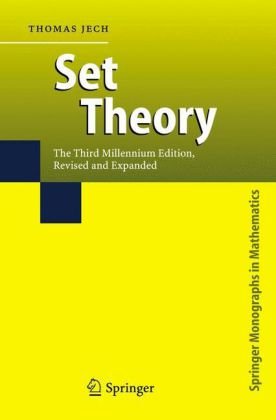 THOMAS JECH
Set
Theory
The Third Millennium Edition,
Revised and Expanded
Springer Monographs in Mathematics
Springer